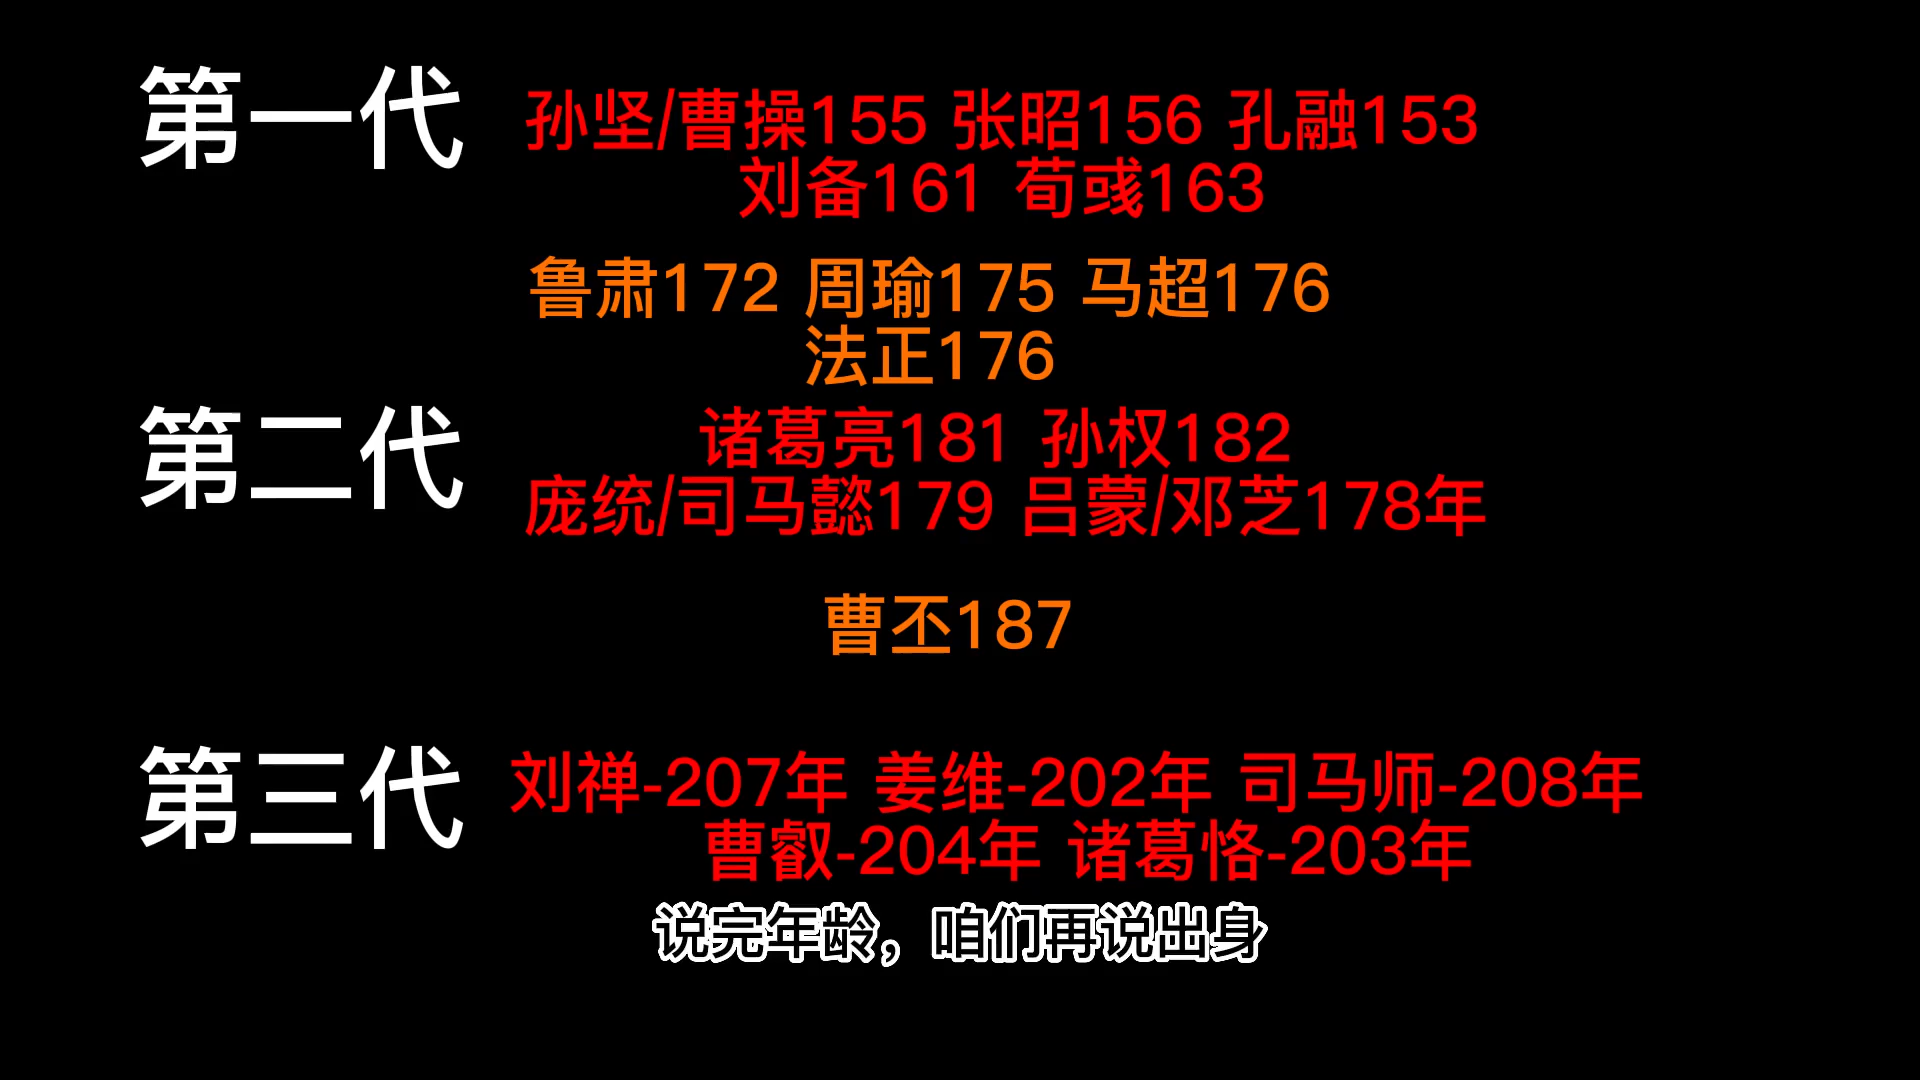 第一代
孙坚/曹操155 张昭156 孔融153
刘备161 荀彧163
鲁肃172 周瑜175 马超176
法正176
第二代
诸葛亮181 孙权182
庞统/司马懿179 吕蒙/邓芝178年
曹丕187
第三代
刘禅-207年 姜维-202年 司马师-208年
曹叡-204年 诸葛恪-203年
说完年龄，咱们再说出身